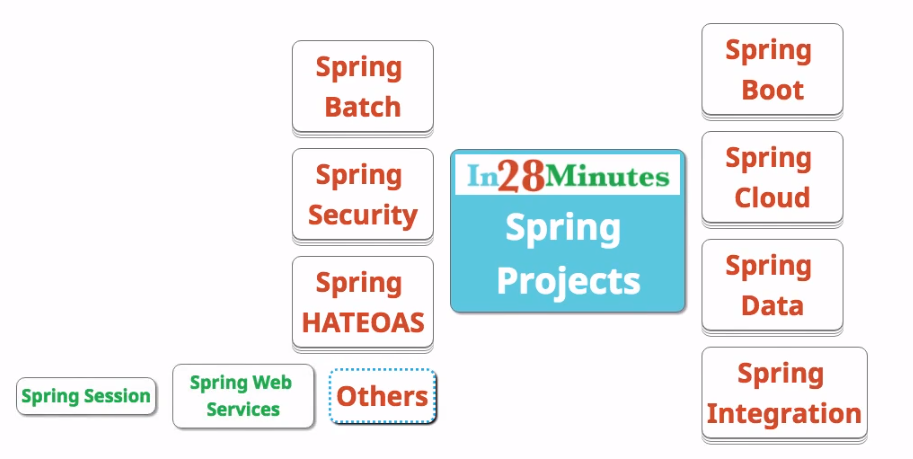 Spring
Batch
Spring
Security
Spring
HATEOAS
Spring Session
Spring Web
Services
Others
In28Minutes
Spring
Projects
Spring
Boot
Spring
Cloud
Spring
Data
Spring
Integration